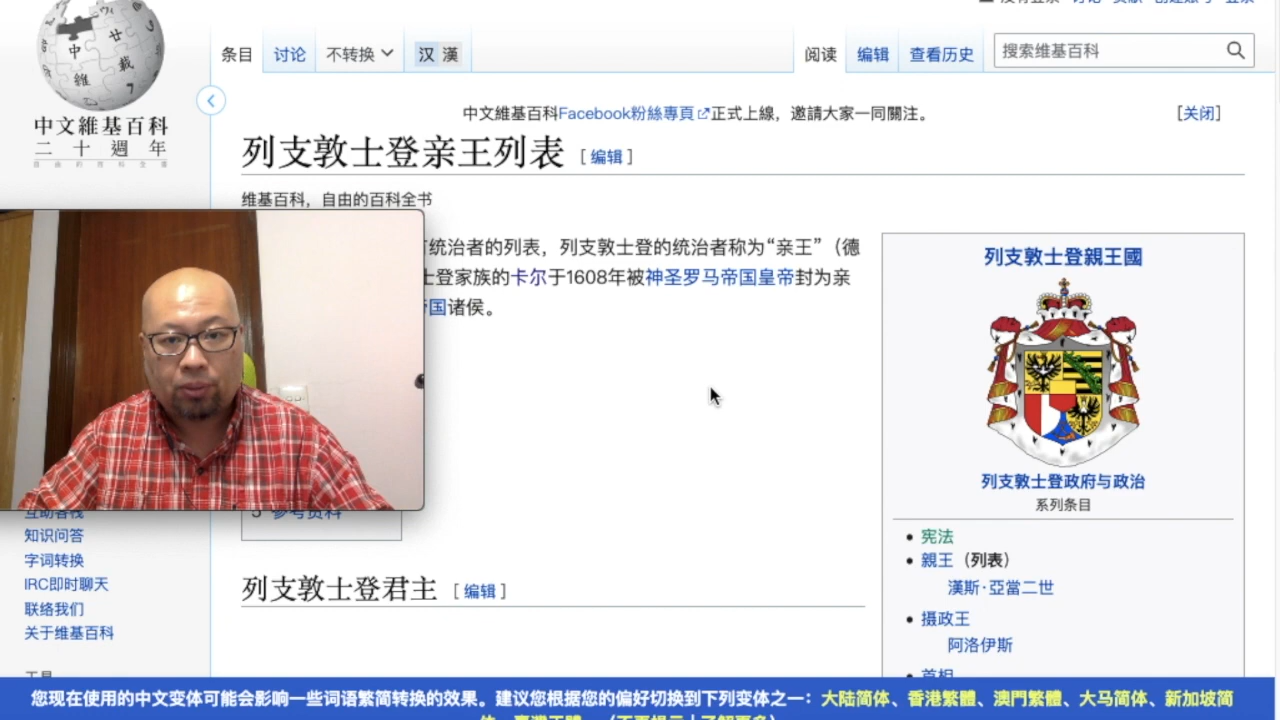 条目 讨论 不转换 汉 漢 阅读 编辑 查看历史 搜索维基百科
中文維基百科
二十週年
中文維基百科Facebook粉絲專頁正式上線，邀請大家一同關注。 [关闭]
列支敦士登亲王列表 [编辑]
维基百科，自由的百科全书
统治者的列表，列支敦士登的统治者称为“亲王”（德
士登家族的卡尔于1608年被神圣罗马帝国皇帝封为亲
国诸侯。
列支敦士登親王國
列支敦士登政府与政治
系列条目
宪法
親王（列表）
漢斯·亞當二世
摄政王
阿洛伊斯
首相
5 参考资料
列支敦士登君主 [编辑]
互助客栈
知识问答
字词转换
IRC即时聊天
联络我们
关于维基百科
工具
您现在使用的中文变体可能会影响一些词语繁简转换的效果。建议您根据您的偏好切换到下列变体之一：大陆简体、香港繁體、澳門繁體、大马简体、新加坡简